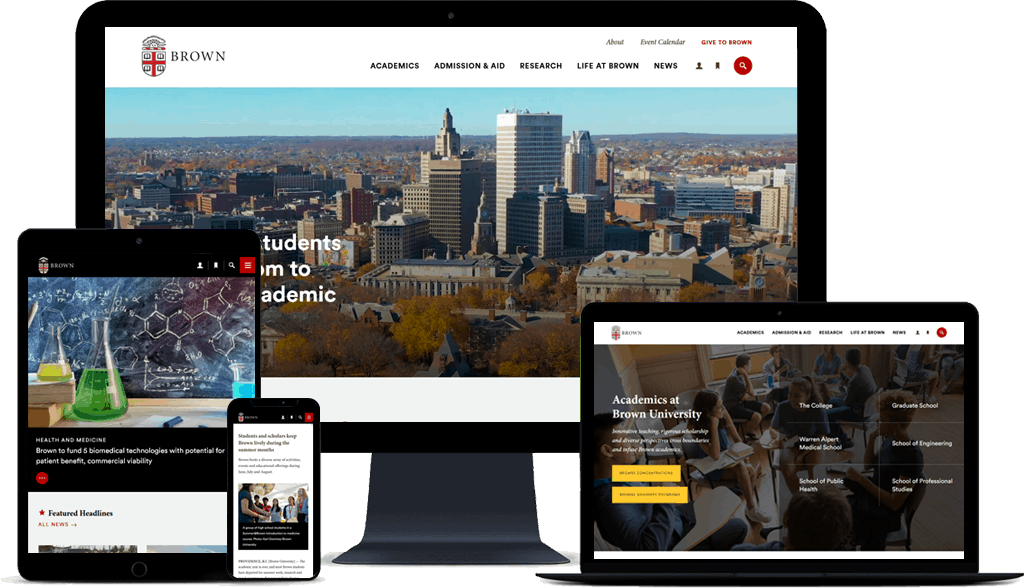 About Event Calendar GIVE TO BROWN
BROWN
ACADEMICS ADMISSION & AID RESEARCH LIFE AT BROWN NEWS
tudents
om to
ademic
BROWN
HEALTH AND MEDICINE
Brown to fund 5 biomedical technologies with potential for
patient benefit, commercial viability
Featured Headlines
ALL NEWS →
BROWN
Students and scholars keep
Brown lively during the
summer months
Brown hosts a diverse array of activities,
events and educational offerings during
June, July and August.
A group of high school students in a
Summer@Brown introduction to medicine
course. Photo: Kurt Courtney/Brown
University
PROVIDENCE, R.I. [Brown University] — The
academic year is over, and most Brown students
have departed for summer work, research and
BROWN
ACADEMICS ADMISSION & AID RESEARCH LIFE AT BROWN NEWS
Academics at
Brown University
Innovative teaching, rigorous scholarship
and diverse perspectives cross boundaries
and infuse Brown academics.
BROWSE CONCENTRATIONS
BROWSE GRADUATE PROGRAMS
The College
Graduate School
Warren Alpert
Medical School
School of Engineering
School of Public
Health
School of Professional
Studies